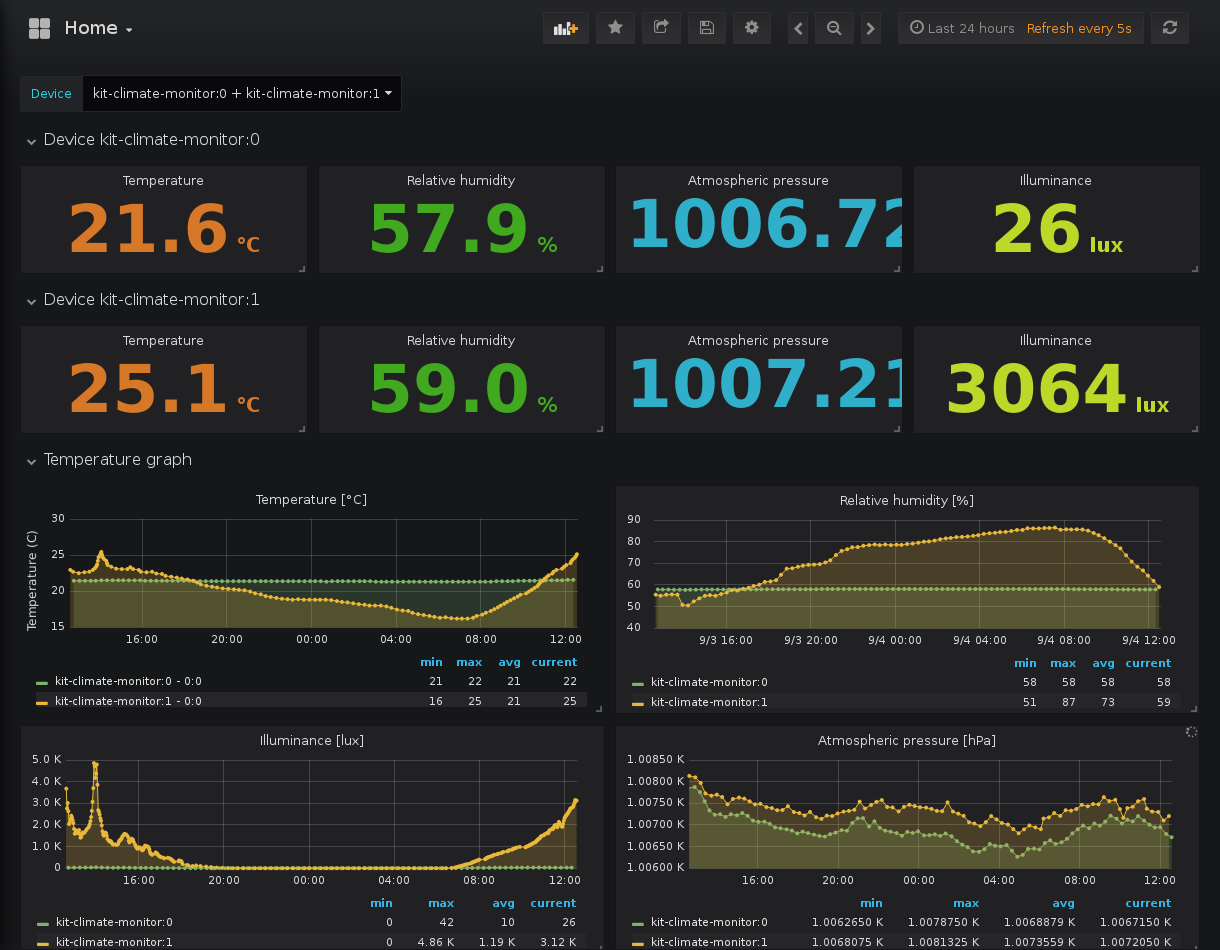 Home
Last 24 hours Refresh every 5s
Device kit-climate-monitor:0 + kit-climate-monitor:1
Device kit-climate-monitor:0
Temperature Relative humidity Atmospheric pressure Illuminance
21.6 °C 57.9 % 1006.72 26 lux
Device kit-climate-monitor:1
Temperature Relative humidity Atmospheric pressure Illuminance
25.1 °C 59.0 % 1007.21 3064 lux
Temperature graph
Temperature [°C]
Temperature (C)
30
25
20
15
16:00 20:00 00:00 04:00 08:00 12:00
min max avg current
kit-climate-monitor:0 - 0:0 21 22 21 22
kit-climate-monitor:1 - 0:0 16 25 21 25
Relative humidity [%]
90
80
70
60
50
40
9/3 16:00 9/3 20:00 9/4 00:00 9/4 04:00 9/4 08:00 9/4 12:00
min max avg current
kit-climate-monitor:0 58 58 58 58
kit-climate-monitor:1 51 87 73 59
Illuminance [lux]
5.0 K
4.0 K
3.0 K
2.0 K
1.0 K
0
16:00 20:00 00:00 04:00 08:00 12:00
min max avg current
kit-climate-monitor:0 0 42 10 26
kit-climate-monitor:1 0 4.86 K 1.19 K 3.12 K
Atmospheric pressure [hPa]
1.00850 K
1.00800 K
1.00750 K
1.00700 K
1.00650 K
1.00600 K
16:00 20:00 00:00 04:00 08:00 12:00
min max avg current
kit-climate-monitor:0 1.0062650 K 1.0078750 K 1.0068879 K 1.0067150 K
kit-climate-monitor:1 1.0068075 K 1.0081325 K 1.0073559 K 1.0072050 K